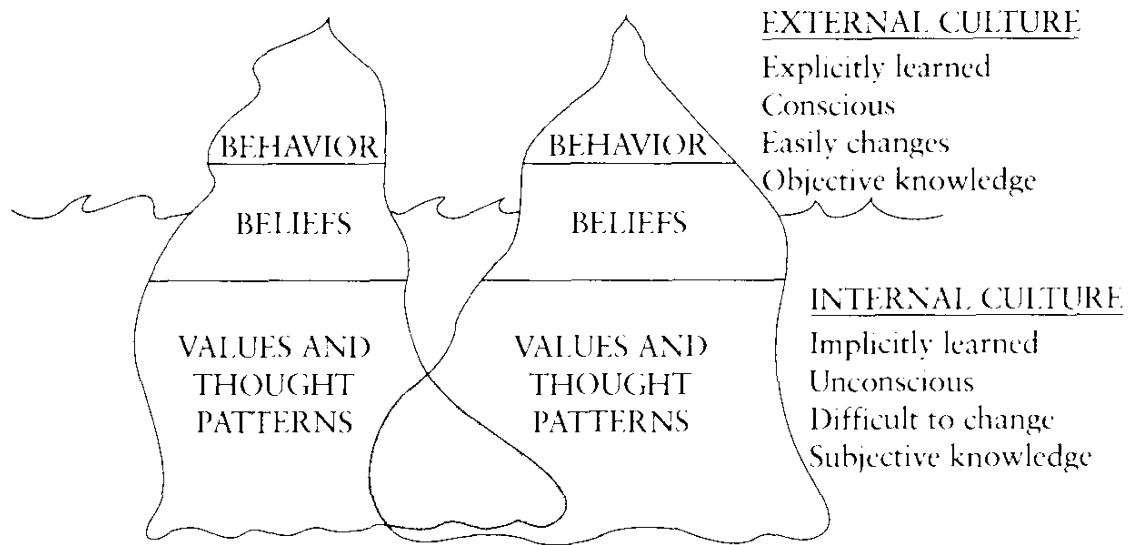 EXTERNAL CULTURE
Explicitly learned
Conscious
Easily changes
Objective knowledge
BEHAVIOR
BEHAVIOR
BELIEFS
BELIEFS
VALUES AND
THOUGHT
PATTERNS
VALUES AND
THOUGHT
PATTERNS
INTERNAL CULTURE
Implicitly learned
Unconscious
Difficult to change
Subjective knowledge